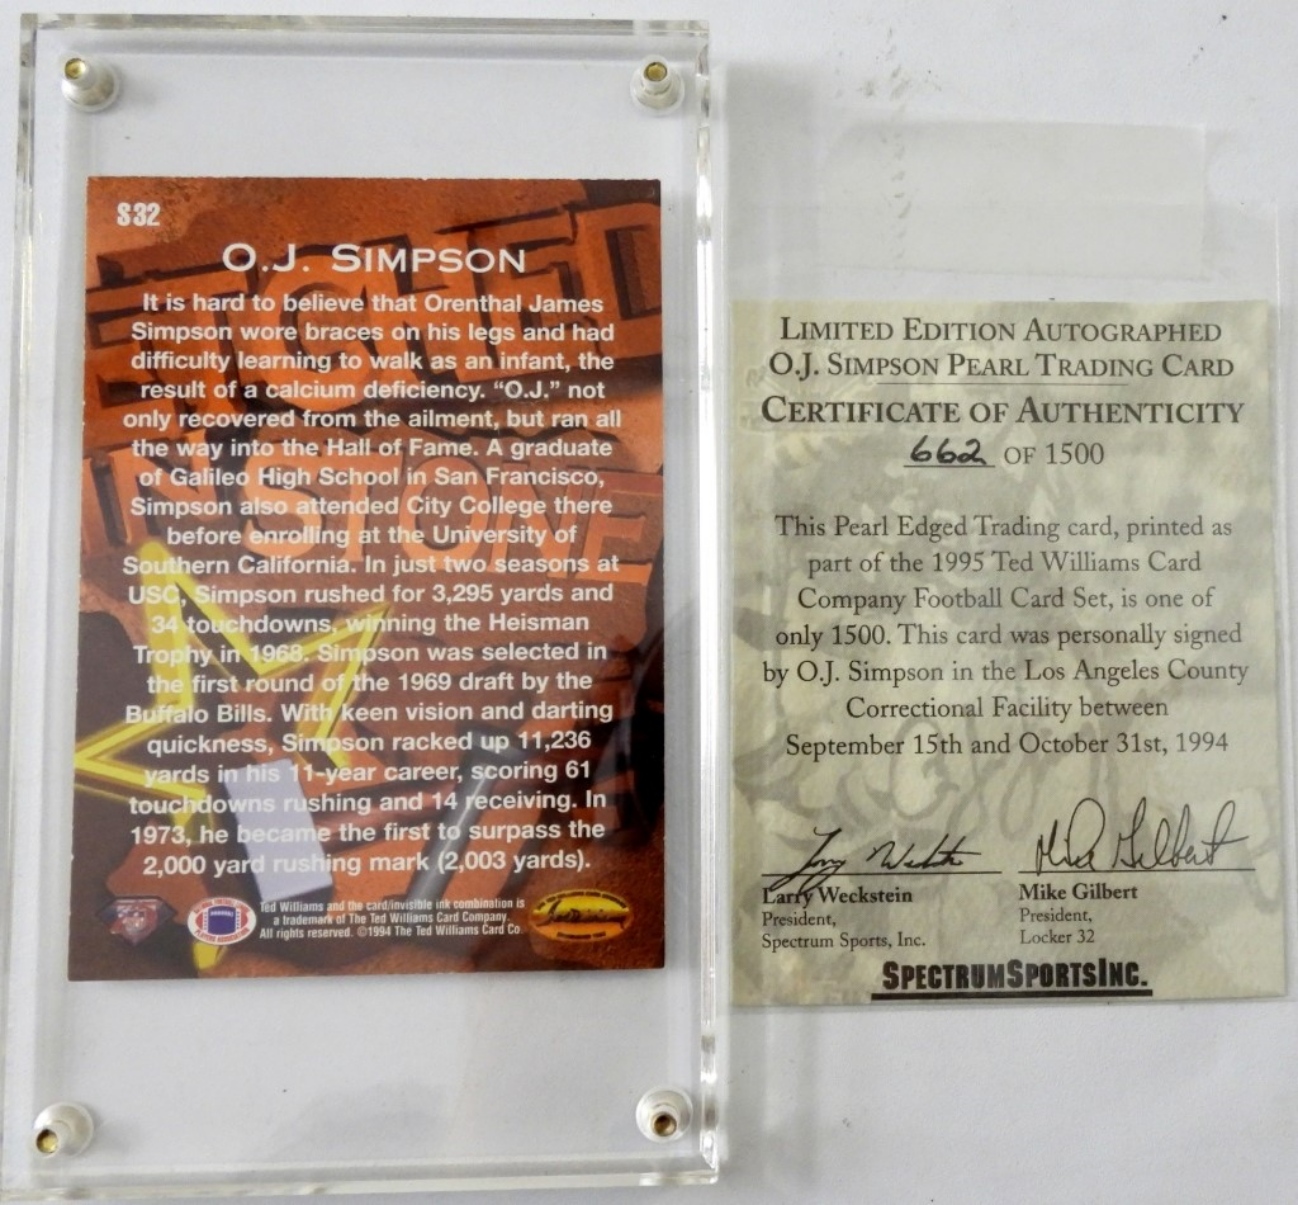 S32
O.J. SIMPSON
It is hard to believe that Orenthal James
Simpson wore braces on his legs and had
difficulty learning to walk as an infant, the
result of a calcium deficiency. “O.J.” not
only recovered from the ailment, but ran all
the way into the Hall of Fame. A graduate
of Galileo High School in San Francisco,
Simpson also attended City College there
before enrolling at the University of
Southern California. In just two seasons at
USC, Simpson rushed for 3,295 yards and
34 touchdowns, winning the Heisman
Trophy in 1968. Simpson was selected in
the first round of the 1969 draft by the
Buffalo Bills. With keen vision and darting
quickness, Simpson racked up 11,236
yards in his 11-year career, scoring 61
touchdowns rushing and 14 receiving. In
1973, he became the first to surpass the
2,000 yard rushing mark (2,003 yards).
Ted Williams and the card/invisible ink combination is
a trademark of The Ted Williams Card Company.
All rights reserved. ©1994 The Ted Williams Card Co.
ETCHED
IN STONE
LIMITED EDITION AUTOGRAPHED
O.J. SIMPSON PEARL TRADING CARD
CERTIFICATE OF AUTHENTICITY
662 OF 1500
This Pearl Edged Trading card, printed as
part of the 1995 Ted Williams Card
Company Football Card Set, is one of
only 1500. This card was personally signed
by O.J. Simpson in the Los Angeles County
Correctional Facility between
September 15th and October 31st, 1994
Mike Gilbert
Larry Weckstein
President,
Spectrum Sports, Inc.
Mike Gilbert
President,
Locker 32
SPECTRUMSPORTSINC.